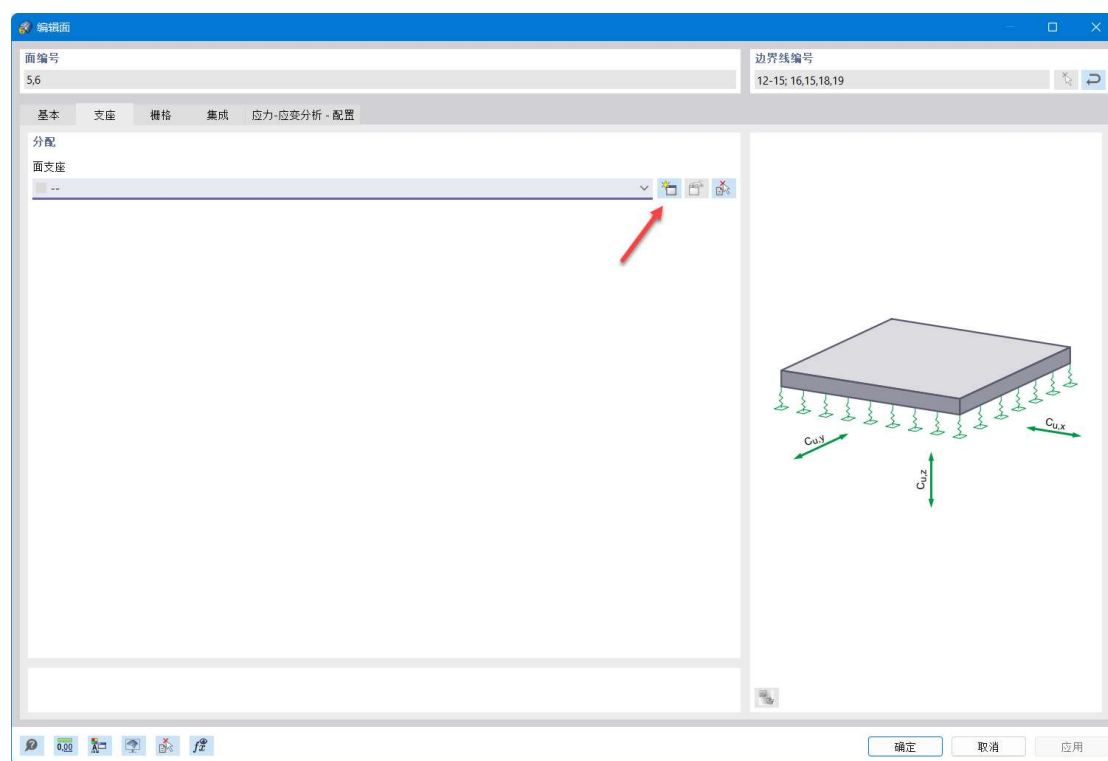 编辑面
面编号
边界线编号
5,6
12-15; 16,15,18,19
基本 支座 栅格 集成 应力-应变分析 - 配置
分配
面支座
--
Cu,y
Cu,x
Cu,z
0,00
确定 取消 应用